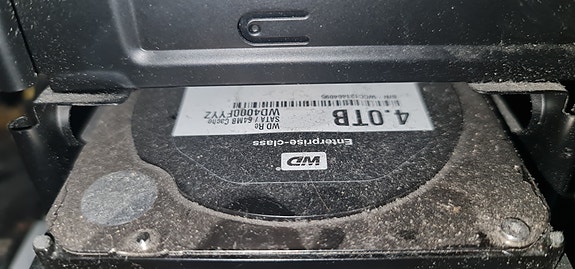 WD
Enterprise-class
4.0TB
WD Re
SATA / 64MB Cache
WD4000FYYZ